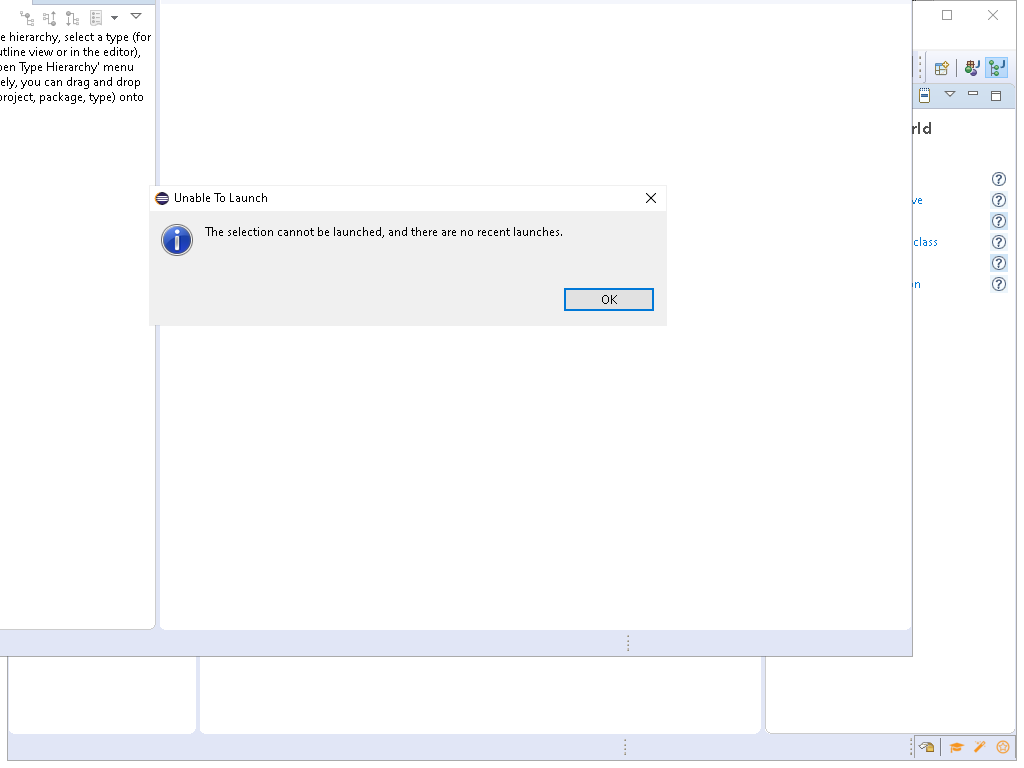 e hierarchy, select a type (for
utline view or in the editor),
pen Type Hierarchy' menu
ely, you can drag and drop
project, package, type) onto
rld
Unable To Launch
ve
The selection cannot be launched, and there are no recent launches.
class
on
OK